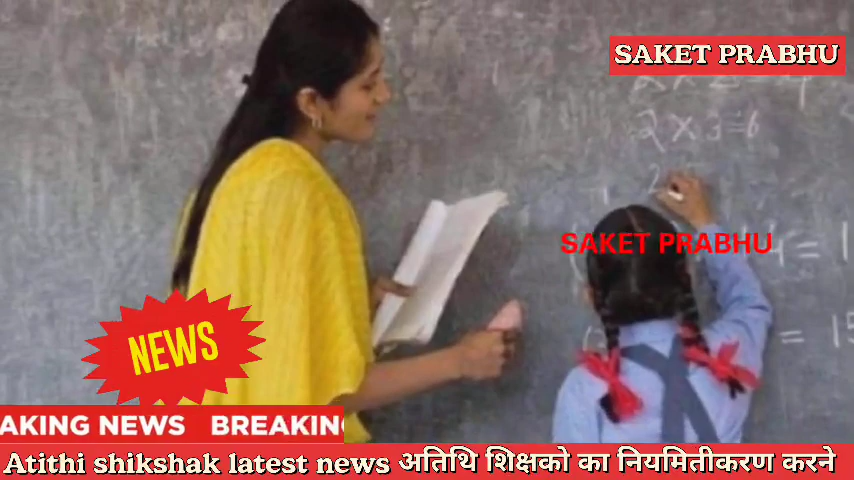 SAKET PRABHU
2 × 3 = 6
SAKET PRABHU
NEWS
AKING NEWS BREAKIN
Atithi shikshak latest news अतिथि शिक्षको का नियमितीकरण करने